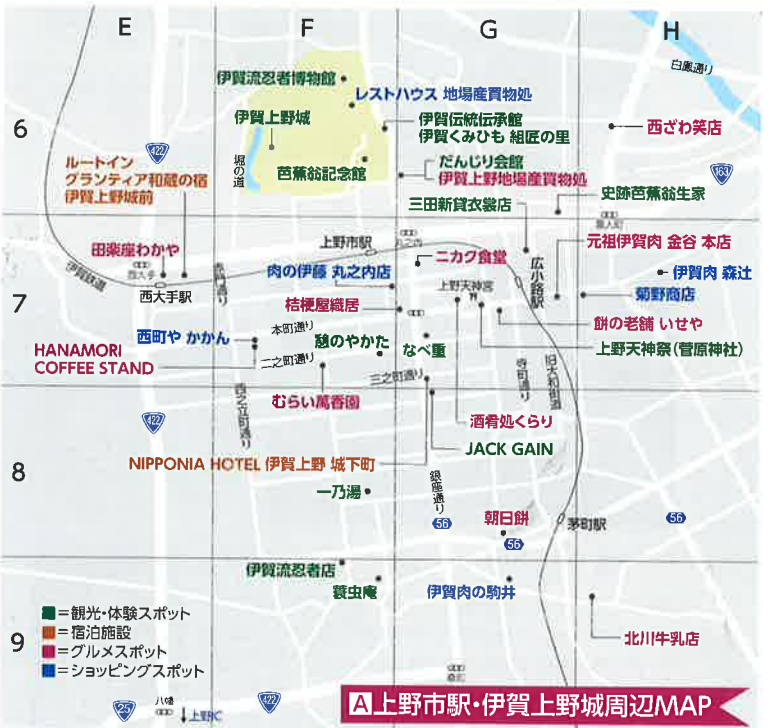 E
F
G
H
白鳳通り
伊賀流忍者博物館
レストハウス 地場産買物処
422
伊賀上野城
伊賀伝統伝承館
伊賀くみひも 組匠の里
6
西ざわ笑店
堀の道
芭蕉翁記念館
だんじり会館
伊賀上野地場産買物処
163
ルートイン
グランティア和蔵の宿
伊賀上野城前
三田新貸衣裳店
史跡芭蕉翁生家
農人町
田楽座わかや
上野市駅
丸之内
ニカク食堂
広小路駅
元祖伊賀肉 金谷 本店
西大手
伊賀鉄道
西大手駅
肉の伊藤 丸之内店
上野天神宮
伊賀肉 森辻
菊野商店
7
桔梗屋織居
餅の老舗 いせや
本町通り
西町や かかん
憩のやかた
なべ重
上野天神祭(菅原神社)
HANAMORI
COFFEE STAND
二之町通り
三之町通り
寺町通り
旧大和街道
西之立町通り
むらい萬香園
酒肴処くらり
422
JACK GAIN
NIPPONIA HOTEL 伊賀上野 城下町
8
一乃湯
銀座通り
56
朝日餅
56
茅町駅
56
伊賀流忍者店
蓑虫庵
伊賀肉の駒井
■=観光・体験スポット
■=宿泊施設
■=グルメスポット
■=ショッピングスポット
9
北川牛乳店
25
八幡
上野IC
422
A 上野市駅・伊賀上野城周辺MAP